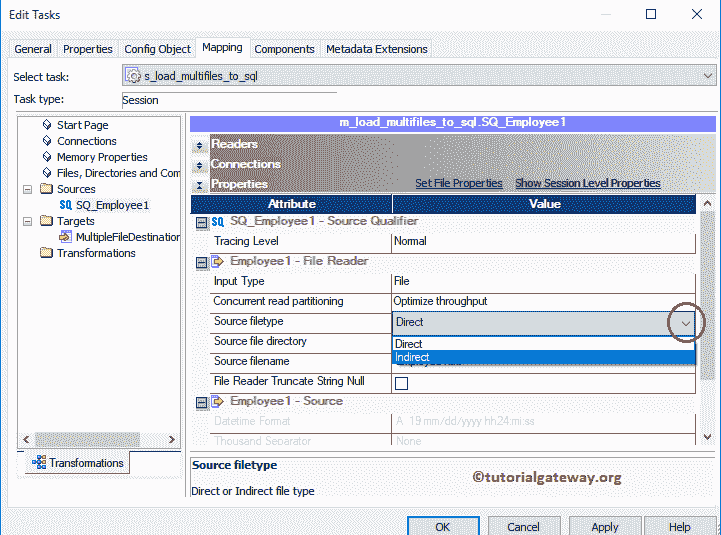 Edit Tasks
General Properties Config Object Mapping Components Metadata Extensions
Select task: s_load_multifiles_to_sql
Task type: Session
Start Page
Connections
Memory Properties
Files, Directories and Com
Sources
SQ SQ_Employee1
Targets
MultipleFileDestination
Transformations
Transformations
m_load_multifiles_to_sql.SQ_Employee1
Readers
Connections
Properties Set File Properties Show Session Level Properties
Attribute Value
SQ SQ_Employee1 - Source Qualifier
Tracing Level Normal
Employee1 - File Reader
Input Type File
Concurrent read partitioning Optimize throughput
Source filetype Direct
Source file directory Direct
Indirect
Source filename
File Reader Truncate String Null
Employee1 - Source
Datetime Format A 19 mm/dd/yyyy hh24:mi:ss
Thousand Separator None
Source filetype
Direct or Indirect file type
©tutorialgateway.org
OK Cancel Apply Help